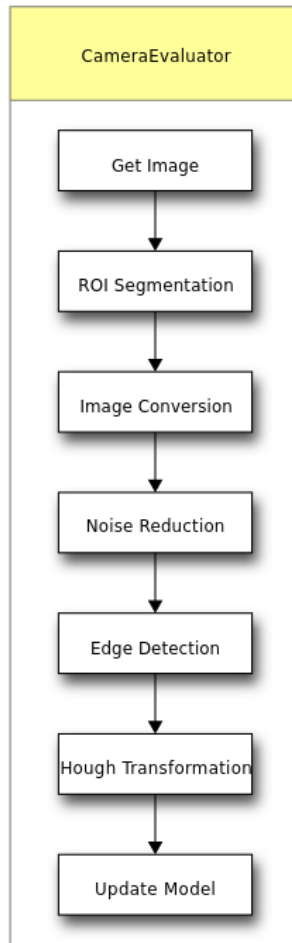 CameraEvaluator
Get Image
ROI Segmentation
Image Conversion
Noise Reduction
Edge Detection
Hough Transformation
Update Model